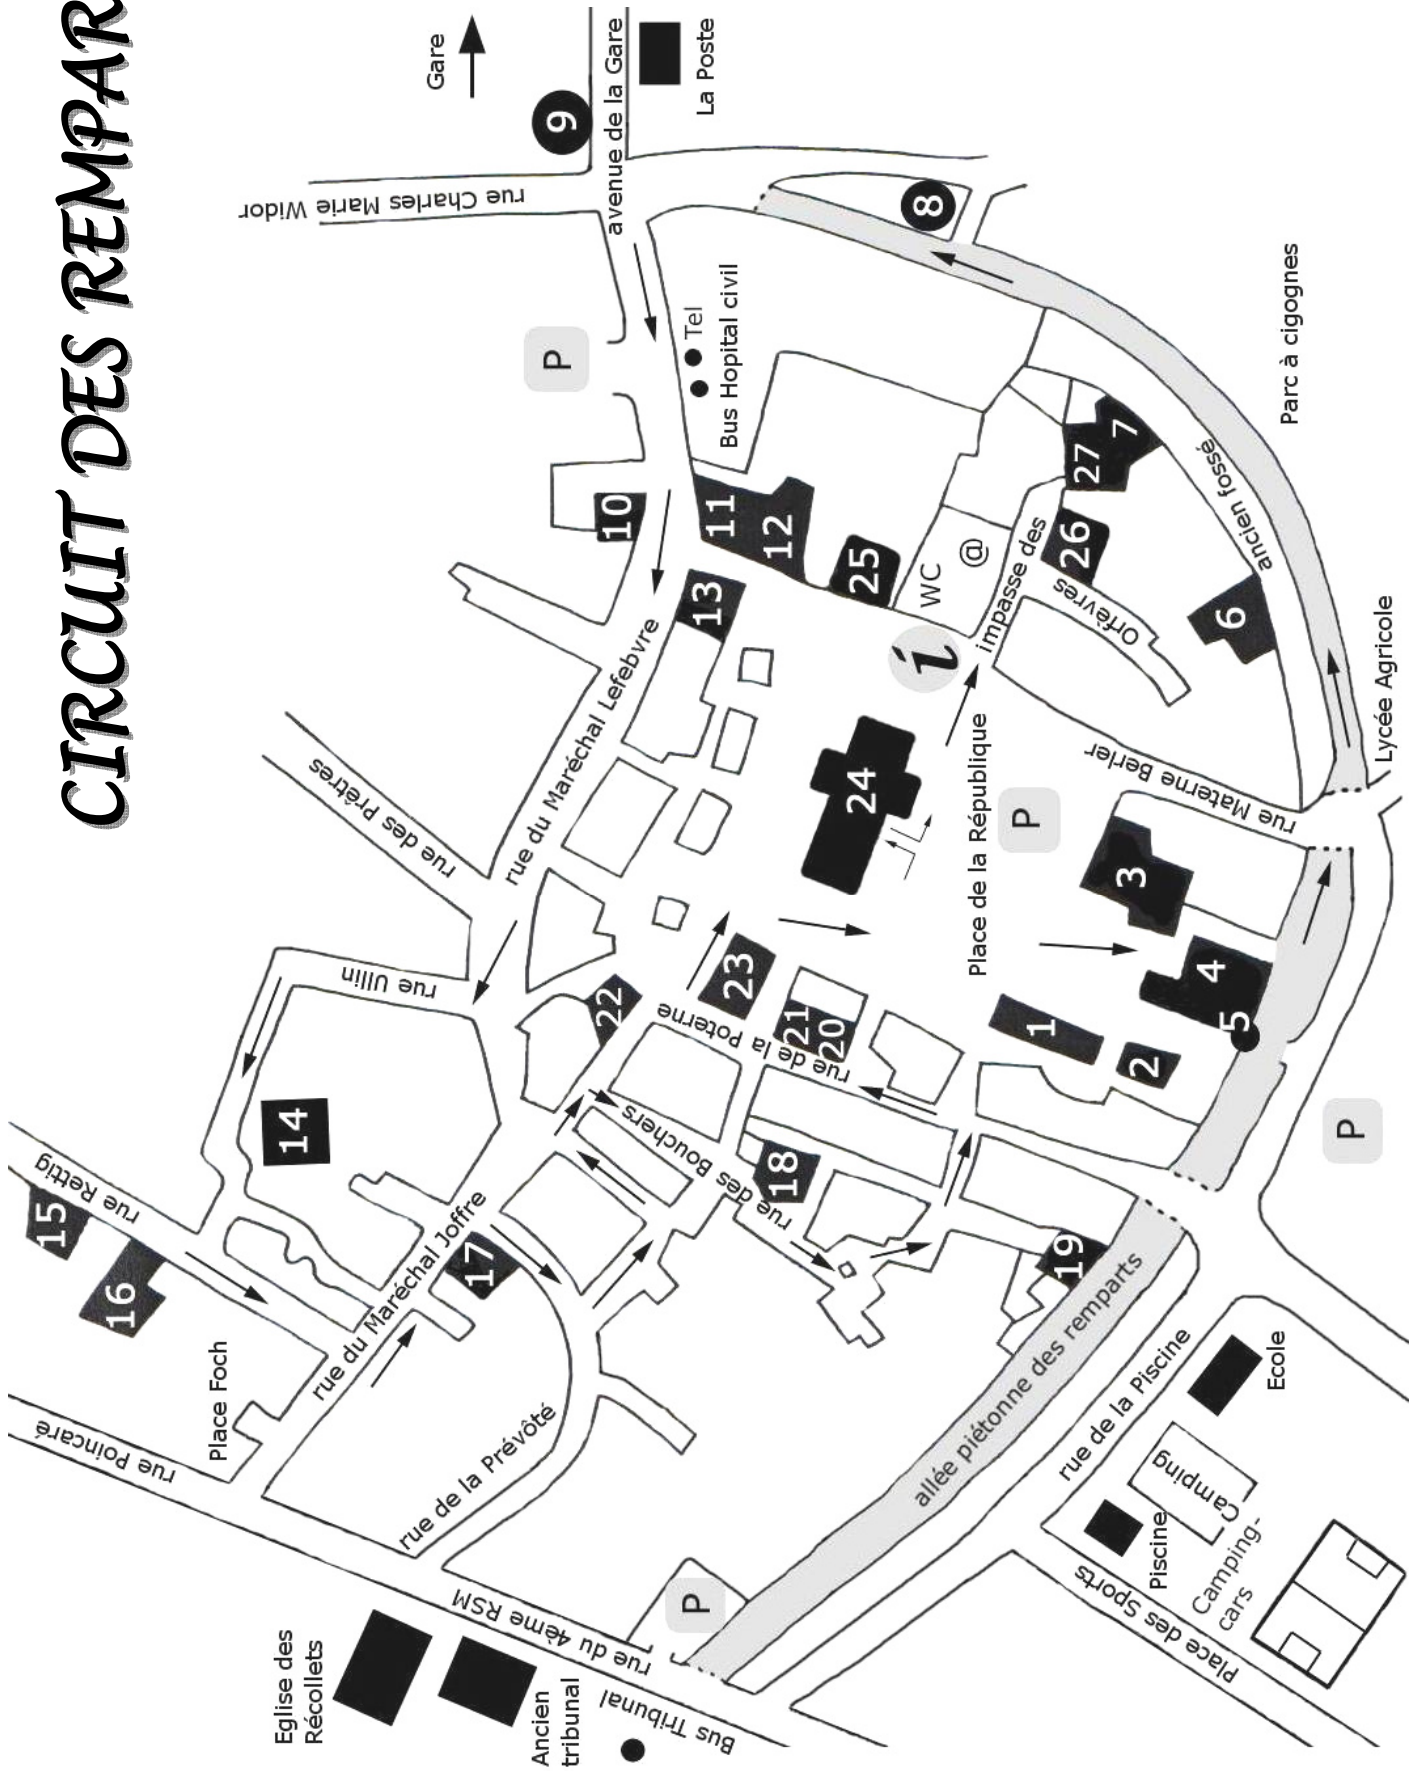 CIRCUIT DES REMPAR
Gare
La Poste
avenue de la Gare
9
rue Charles Marie Widor
8
P
Tel
Bus Hopital civil
Parc à cigognes
10
11
12
13
25
WC
@
i
impasse des
Orfèvres
26
27
7
ancien fossé
6
Lycée Agricole
rue du Maréchal Lefebvre
rue des Prêtres
24
Place de la République
P
rue Materne Berler
3
4
5
1
2
rue Ullin
22
23
21
20
rue de la Poterne
14
rue Rettig
15
16
rue des Bouchers
18
19
P
17
rue du Maréchal Joffre
Place Foch
rue Poincaré
rue de la Prévôté
allée piétonne des remparts
rue de la Piscine
Ecole
Camping
Piscine
Camping-
cars
Place des Sports
P
rue du 4ème RSM
Eglise des
Récollets
Ancien
tribunal
Bus Tribunal